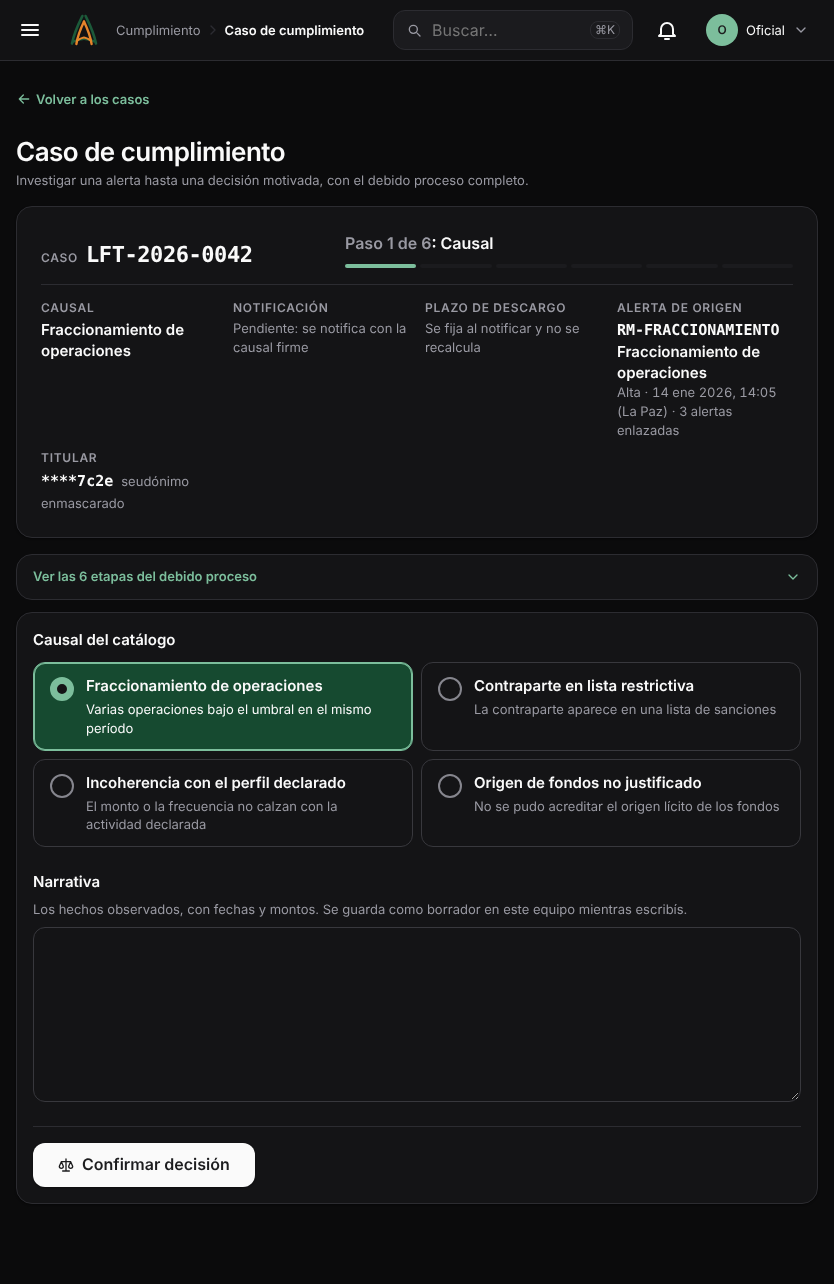 Cumplimiento
Caso de cumplimiento
Buscar...
⌘K
O
Oficial
← Volver a los casos
Caso de cumplimiento
Investigar una alerta hasta una decisión motivada, con el debido proceso completo.
CASO LFT-2026-0042
Paso 1 de 6: Causal
CAUSAL
Fraccionamiento de
operaciones
NOTIFICACIÓN
Pendiente: se notifica con la
causal firme
PLAZO DE DESCARGO
Se fija al notificar y no se
recalcula
ALERTA DE ORIGEN
RM-FRACCIONAMIENTO
Fraccionamiento de
operaciones
Alta · 14 ene 2026, 14:05
(La Paz) · 3 alertas
enlazadas
TITULAR
****7c2e seudónimo
enmascarado
Ver las 6 etapas del debido proceso
Causal del catálogo
Fraccionamiento de operaciones
Varias operaciones bajo el umbral en el mismo
período
Contraparte en lista restrictiva
La contraparte aparece en una lista de sanciones
Incoherencia con el perfil declarado
El monto o la frecuencia no calzan con la
actividad declarada
Origen de fondos no justificado
No se pudo acreditar el origen lícito de los fondos
Narrativa
Los hechos observados, con fechas y montos. Se guarda como borrador en este equipo mientras escribís.
Confirmar decisión